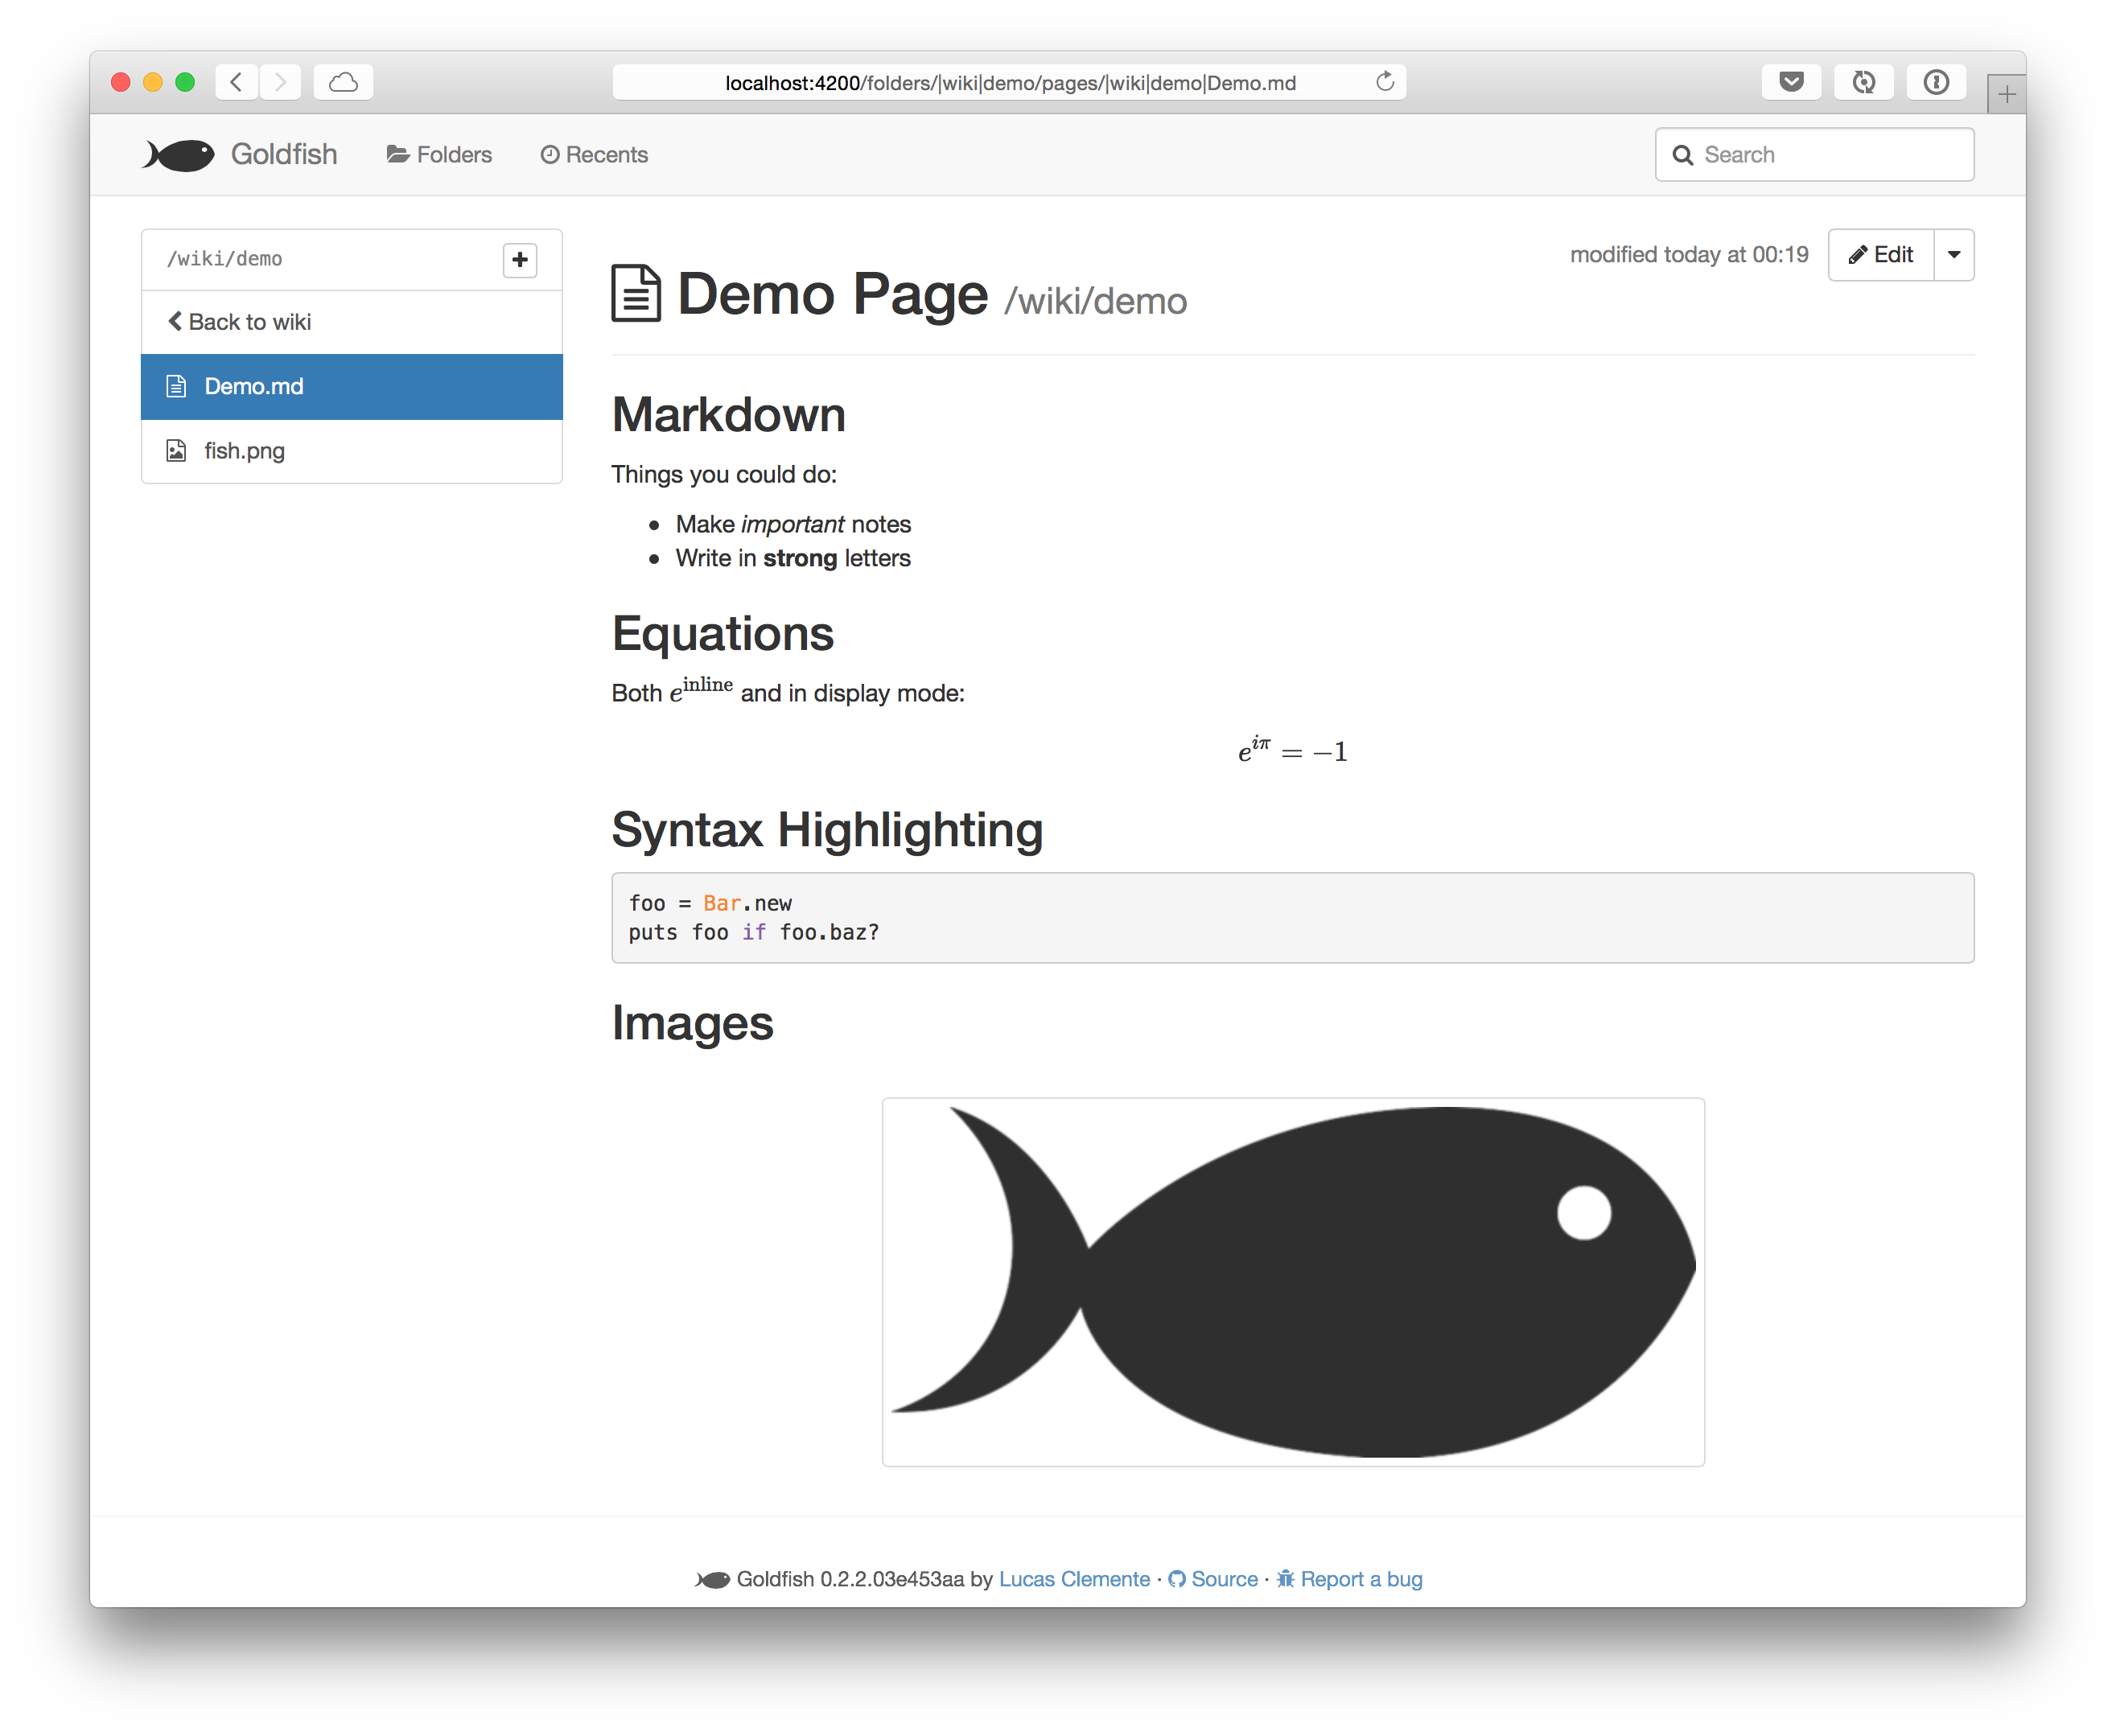 localhost:4200/folders/|wiki|demo/pages/|wiki|demo|Demo.md
Goldfish Folders Recents Search
/wiki/demo
Back to wiki
Demo.md
fish.png
modified today at 00:19 Edit
Demo Page /wiki/demo
Markdown
Things you could do:
• Make important notes
• Write in strong letters
Equations
Both e^inline and in display mode:
e^iπ = −1
Syntax Highlighting
foo = Bar.new
puts foo if foo.baz?
Images
Goldfish 0.2.2.03e453aa by Lucas Clemente · Source · Report a bug